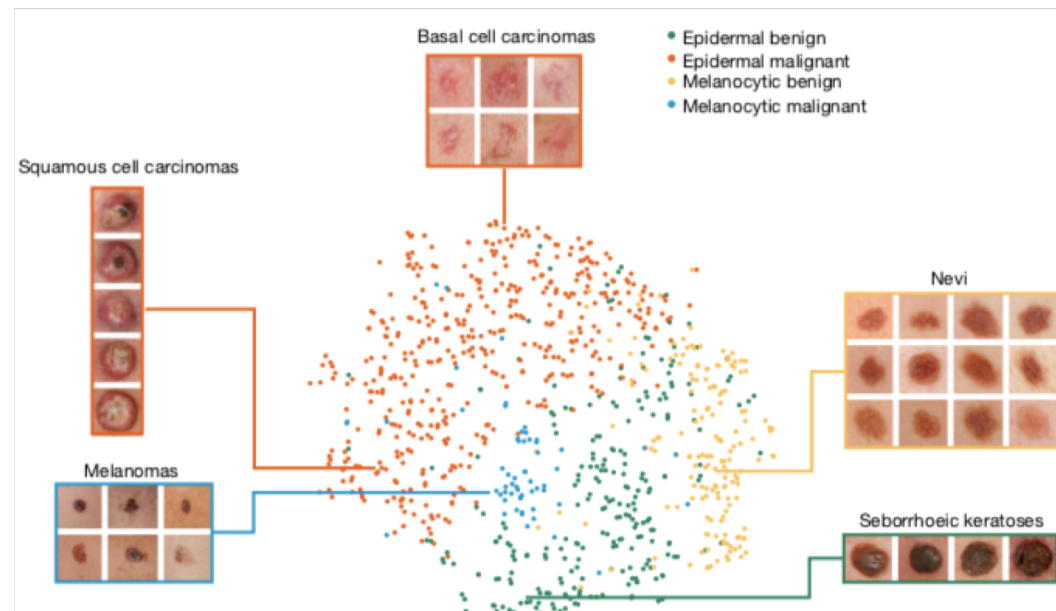 Basal cell carcinomas
Epidermal benign
Epidermal malignant
Melanocytic benign
Melanocytic malignant
Squamous cell carcinomas
Nevi
Melanomas
Seborrhoeic keratoses